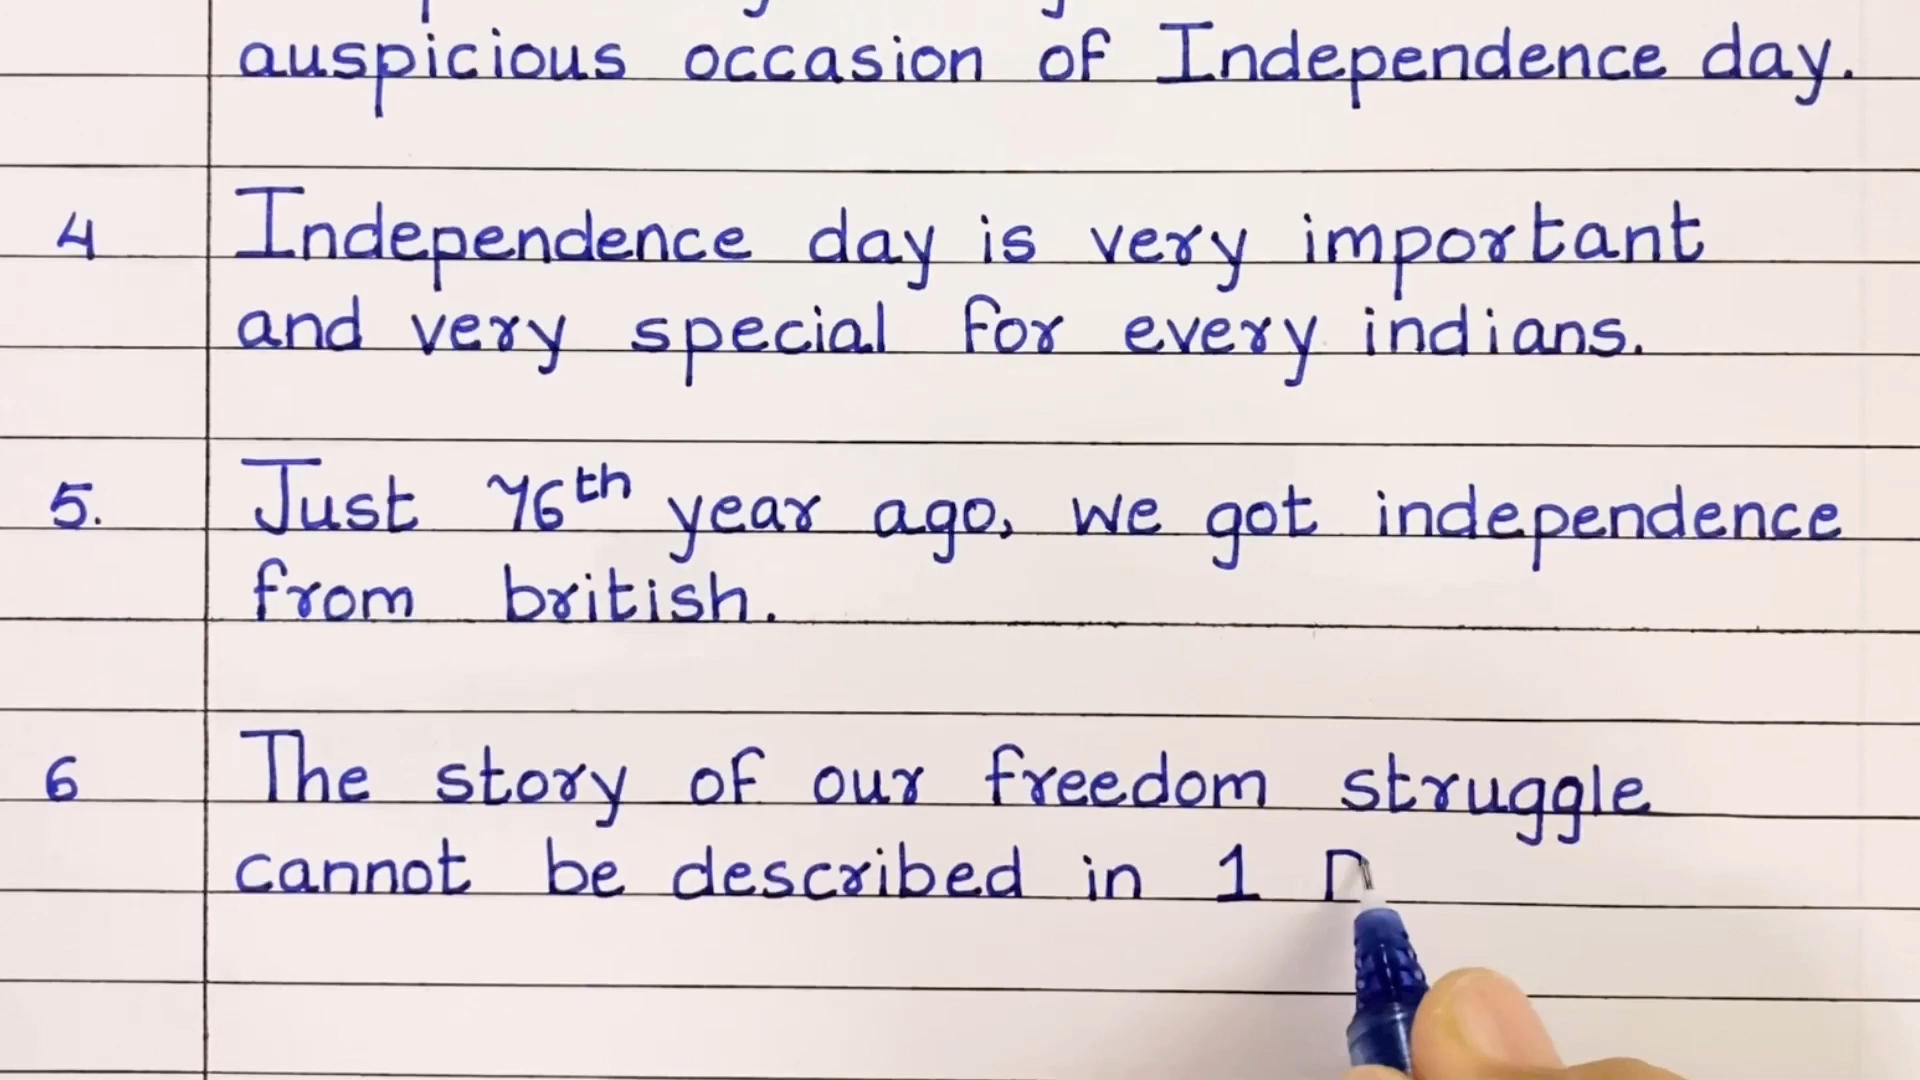 auspicious occasion of Independence day.
4 Independence day is very important
and very special for every indians.
5. Just 76th year ago, we got independence
from british.
6 The story of our freedom struggle
cannot be described in 1